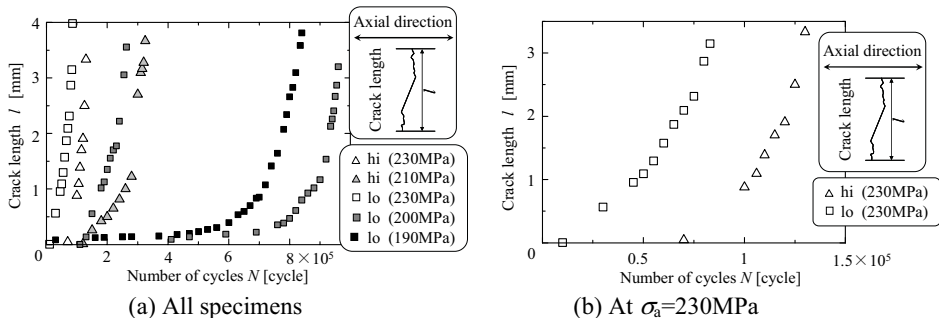 4
3
2
1
0
0
2
4
6
8×10⁵
Crack length l [mm]
Number of cycles N [cycle]
Axial direction
Crack length
l
hi (230MPa)
hi (210MPa)
lo (230MPa)
lo (200MPa)
lo (190MPa)
(a) All specimens
3
2
1
0
0
0.5
1.0
1.5×10⁵
Crack length l [mm]
Number of cycles N [cycle]
Axial direction
Crack length
l
hi (230MPa)
lo (230MPa)
(b) At σa=230MPa